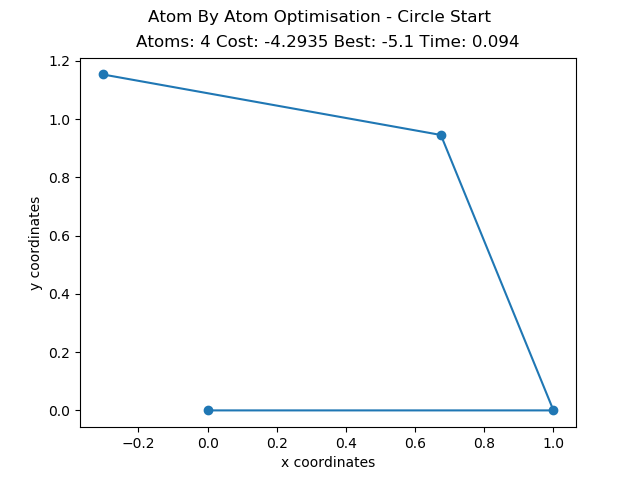 Atom By Atom Optimisation - Circle Start
Atoms: 4 Cost: -4.2935 Best: -5.1 Time: 0.094
1.2
1.0
0.8
0.6
0.4
0.2
0.0
y coordinates
−0.2 0.0 0.2 0.4 0.6 0.8 1.0
x coordinates